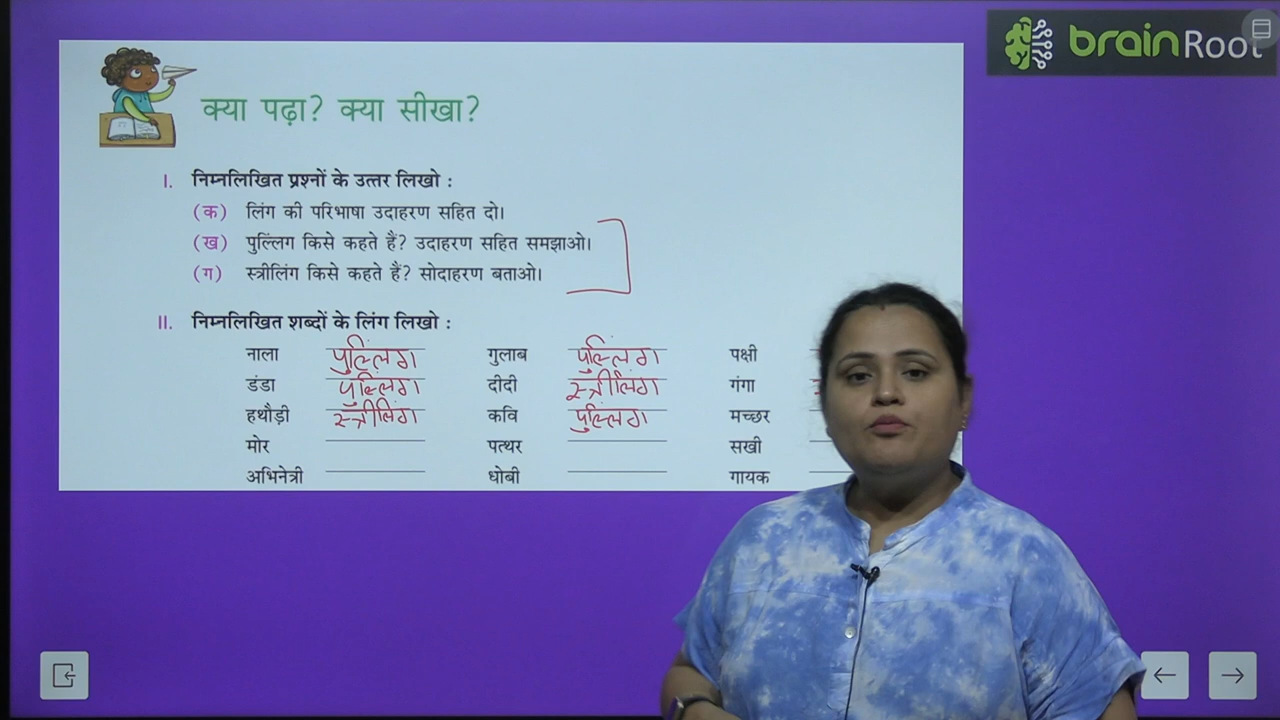 brainRoot
क्या पढ़ा? क्या सीखा?
I. निम्नलिखित प्रश्नों के उत्तर लिखो :
(क) लिंग की परिभाषा उदाहरण सहित दो।
(ख) पुल्लिंग किसे कहते हैं? उदाहरण सहित समझाओ।
(ग) स्त्रीलिंग किसे कहते हैं? सोदाहरण बताओ।
II. निम्नलिखित शब्दों के लिंग लिखो :
नाला पुल्लिंग गुलाब पुल्लिंग पक्षी
डंडा पुल्लिंग दीदी स्त्रीलिंग गंगा
हथौड़ी स्त्रीलिंग कवि पुल्लिंग मच्छर
मोर पत्थर सखी
अभिनेत्री धोबी गायक